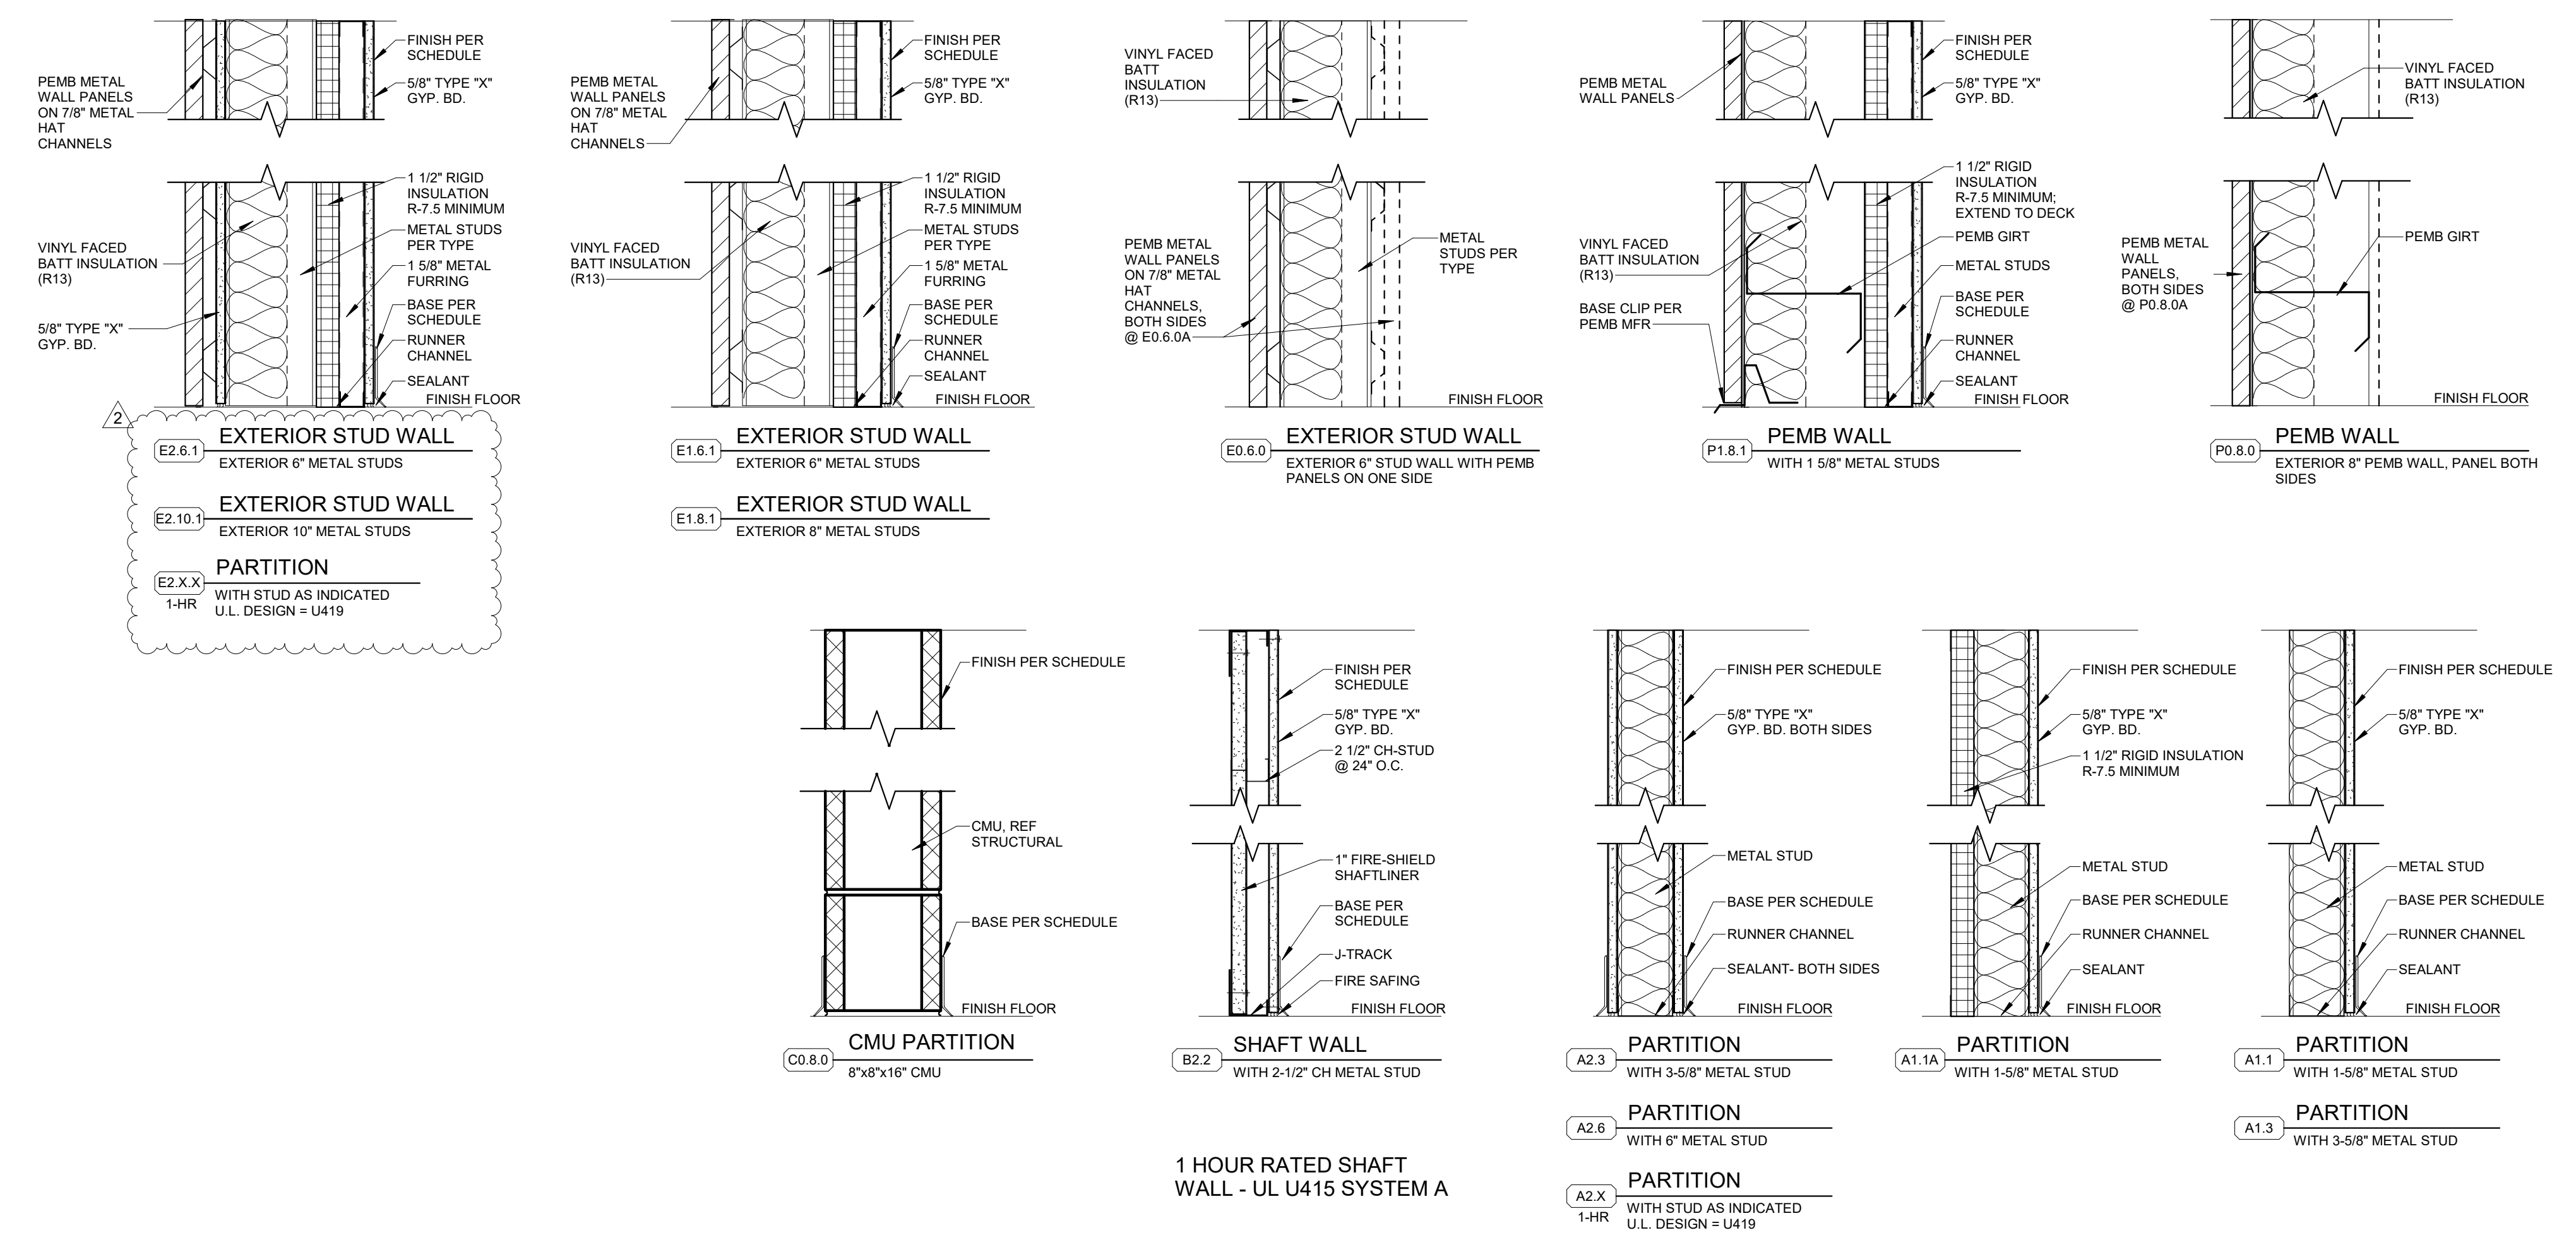 FINISH PER
SCHEDULE
5/8" TYPE "X"
GYP. BD.
PEMB METAL
WALL PANELS
ON 7/8" METAL
HAT
CHANNELS
1 1/2" RIGID
INSULATION
R-7.5 MINIMUM
METAL STUDS
PER TYPE
VINYL FACED
BATT INSULATION
(R13)
1 5/8" METAL
FURRING
BASE PER
SCHEDULE
5/8" TYPE "X"
GYP. BD.
RUNNER
CHANNEL
SEALANT
FINISH FLOOR
2
E2.6.1
EXTERIOR STUD WALL
EXTERIOR 6" METAL STUDS
E2.10.1
EXTERIOR STUD WALL
EXTERIOR 10" METAL STUDS
E2.X.X
1-HR
PARTITION
WITH STUD AS INDICATED
U.L. DESIGN = U419
FINISH PER
SCHEDULE
5/8" TYPE "X"
GYP. BD.
PEMB METAL
WALL PANELS
ON 7/8" METAL
HAT
CHANNELS
1 1/2" RIGID
INSULATION
R-7.5 MINIMUM
METAL STUDS
PER TYPE
VINYL FACED
BATT INSULATION
(R13)
1 5/8" METAL
FURRING
BASE PER
SCHEDULE
RUNNER
CHANNEL
SEALANT
FINISH FLOOR
E1.6.1
EXTERIOR STUD WALL
EXTERIOR 6" METAL STUDS
E1.8.1
EXTERIOR STUD WALL
EXTERIOR 8" METAL STUDS
VINYL FACED
BATT
INSULATION
(R13)
PEMB METAL
WALL PANELS
ON 7/8" METAL
HAT
CHANNELS,
BOTH SIDES
@ E0.6.0A
METAL
STUDS PER
TYPE
FINISH FLOOR
E0.6.0
EXTERIOR STUD WALL
EXTERIOR 6" STUD WALL WITH PEMB
PANELS ON ONE SIDE
FINISH PER
SCHEDULE
PEMB METAL
WALL PANELS
5/8" TYPE "X"
GYP. BD.
1 1/2" RIGID
INSULATION
R-7.5 MINIMUM;
EXTEND TO DECK
PEMB GIRT
VINYL FACED
BATT INSULATION
(R13)
METAL STUDS
BASE CLIP PER
PEMB MFR
BASE PER
SCHEDULE
RUNNER
CHANNEL
SEALANT
FINISH FLOOR
P1.8.1
PEMB WALL
WITH 1 5/8" METAL STUDS
VINYL FACED
BATT INSULATION
(R13)
PEMB METAL
WALL
PANELS,
BOTH SIDES
@ P0.8.0A
PEMB GIRT
FINISH FLOOR
P0.8.0
PEMB WALL
EXTERIOR 8" PEMB WALL, PANEL BOTH
SIDES
FINISH PER SCHEDULE
CMU, REF
STRUCTURAL
BASE PER SCHEDULE
FINISH FLOOR
C0.8.0
CMU PARTITION
8"x8"x16" CMU
FINISH PER
SCHEDULE
5/8" TYPE "X"
GYP. BD.
2 1/2" CH-STUD
@ 24" O.C.
1" FIRE-SHIELD
SHAFTLINER
BASE PER
SCHEDULE
J-TRACK
FIRE SAFING
FINISH FLOOR
B2.2
SHAFT WALL
WITH 2-1/2" CH METAL STUD
1 HOUR RATED SHAFT
WALL - UL U415 SYSTEM A
FINISH PER SCHEDULE
5/8" TYPE "X"
GYP. BD. BOTH SIDES
METAL STUD
BASE PER SCHEDULE
RUNNER CHANNEL
SEALANT- BOTH SIDES
FINISH FLOOR
A2.3
PARTITION
WITH 3-5/8" METAL STUD
A2.6
PARTITION
WITH 6" METAL STUD
A2.X
1-HR
PARTITION
WITH STUD AS INDICATED
U.L. DESIGN = U419
FINISH PER SCHEDULE
5/8" TYPE "X"
GYP. BD.
1 1/2" RIGID INSULATION
R-7.5 MINIMUM
METAL STUD
BASE PER SCHEDULE
RUNNER CHANNEL
SEALANT
FINISH FLOOR
A1.1A
PARTITION
WITH 1-5/8" METAL STUD
FINISH PER SCHEDULE
5/8" TYPE "X"
GYP. BD.
METAL STUD
BASE PER SCHEDULE
RUNNER CHANNEL
SEALANT
FINISH FLOOR
A1.1
PARTITION
WITH 1-5/8" METAL STUD
A1.3
PARTITION
WITH 3-5/8" METAL STUD